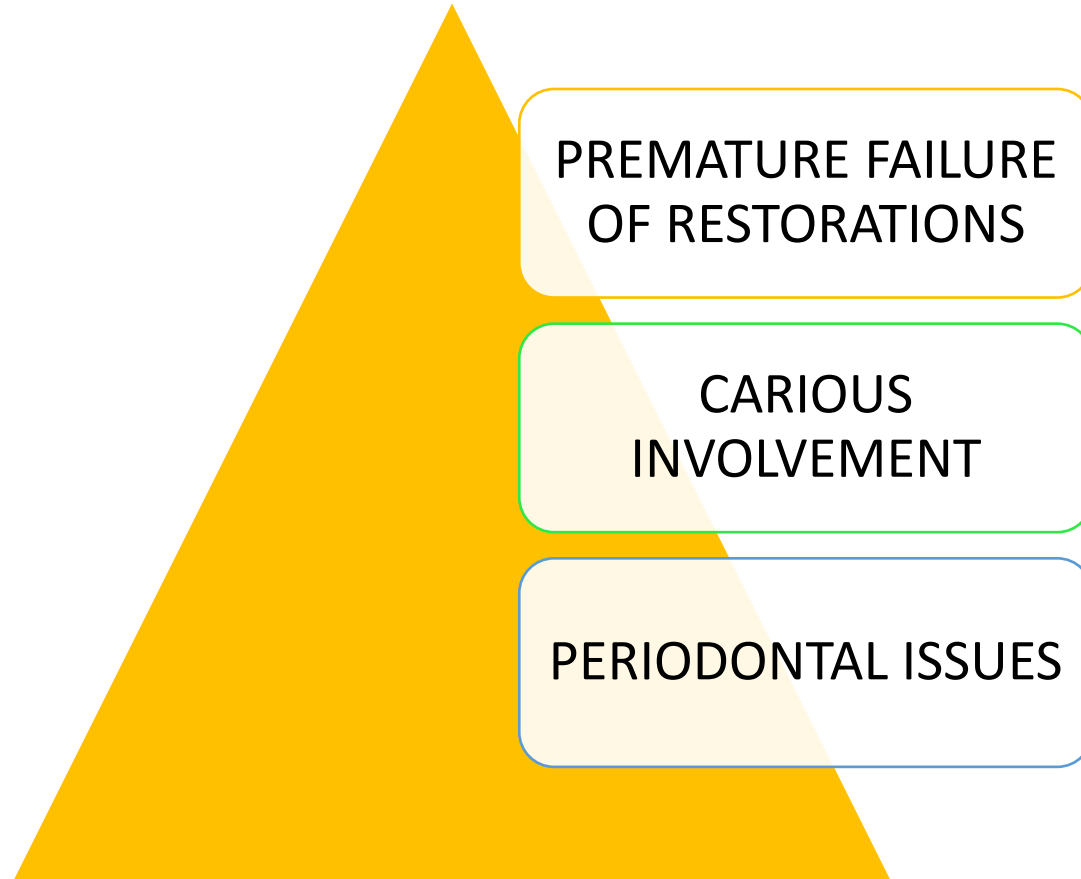 PREMATURE FAILURE
OF RESTORATIONS
CARIOUS
INVOLVEMENT
PERIODONTAL ISSUES